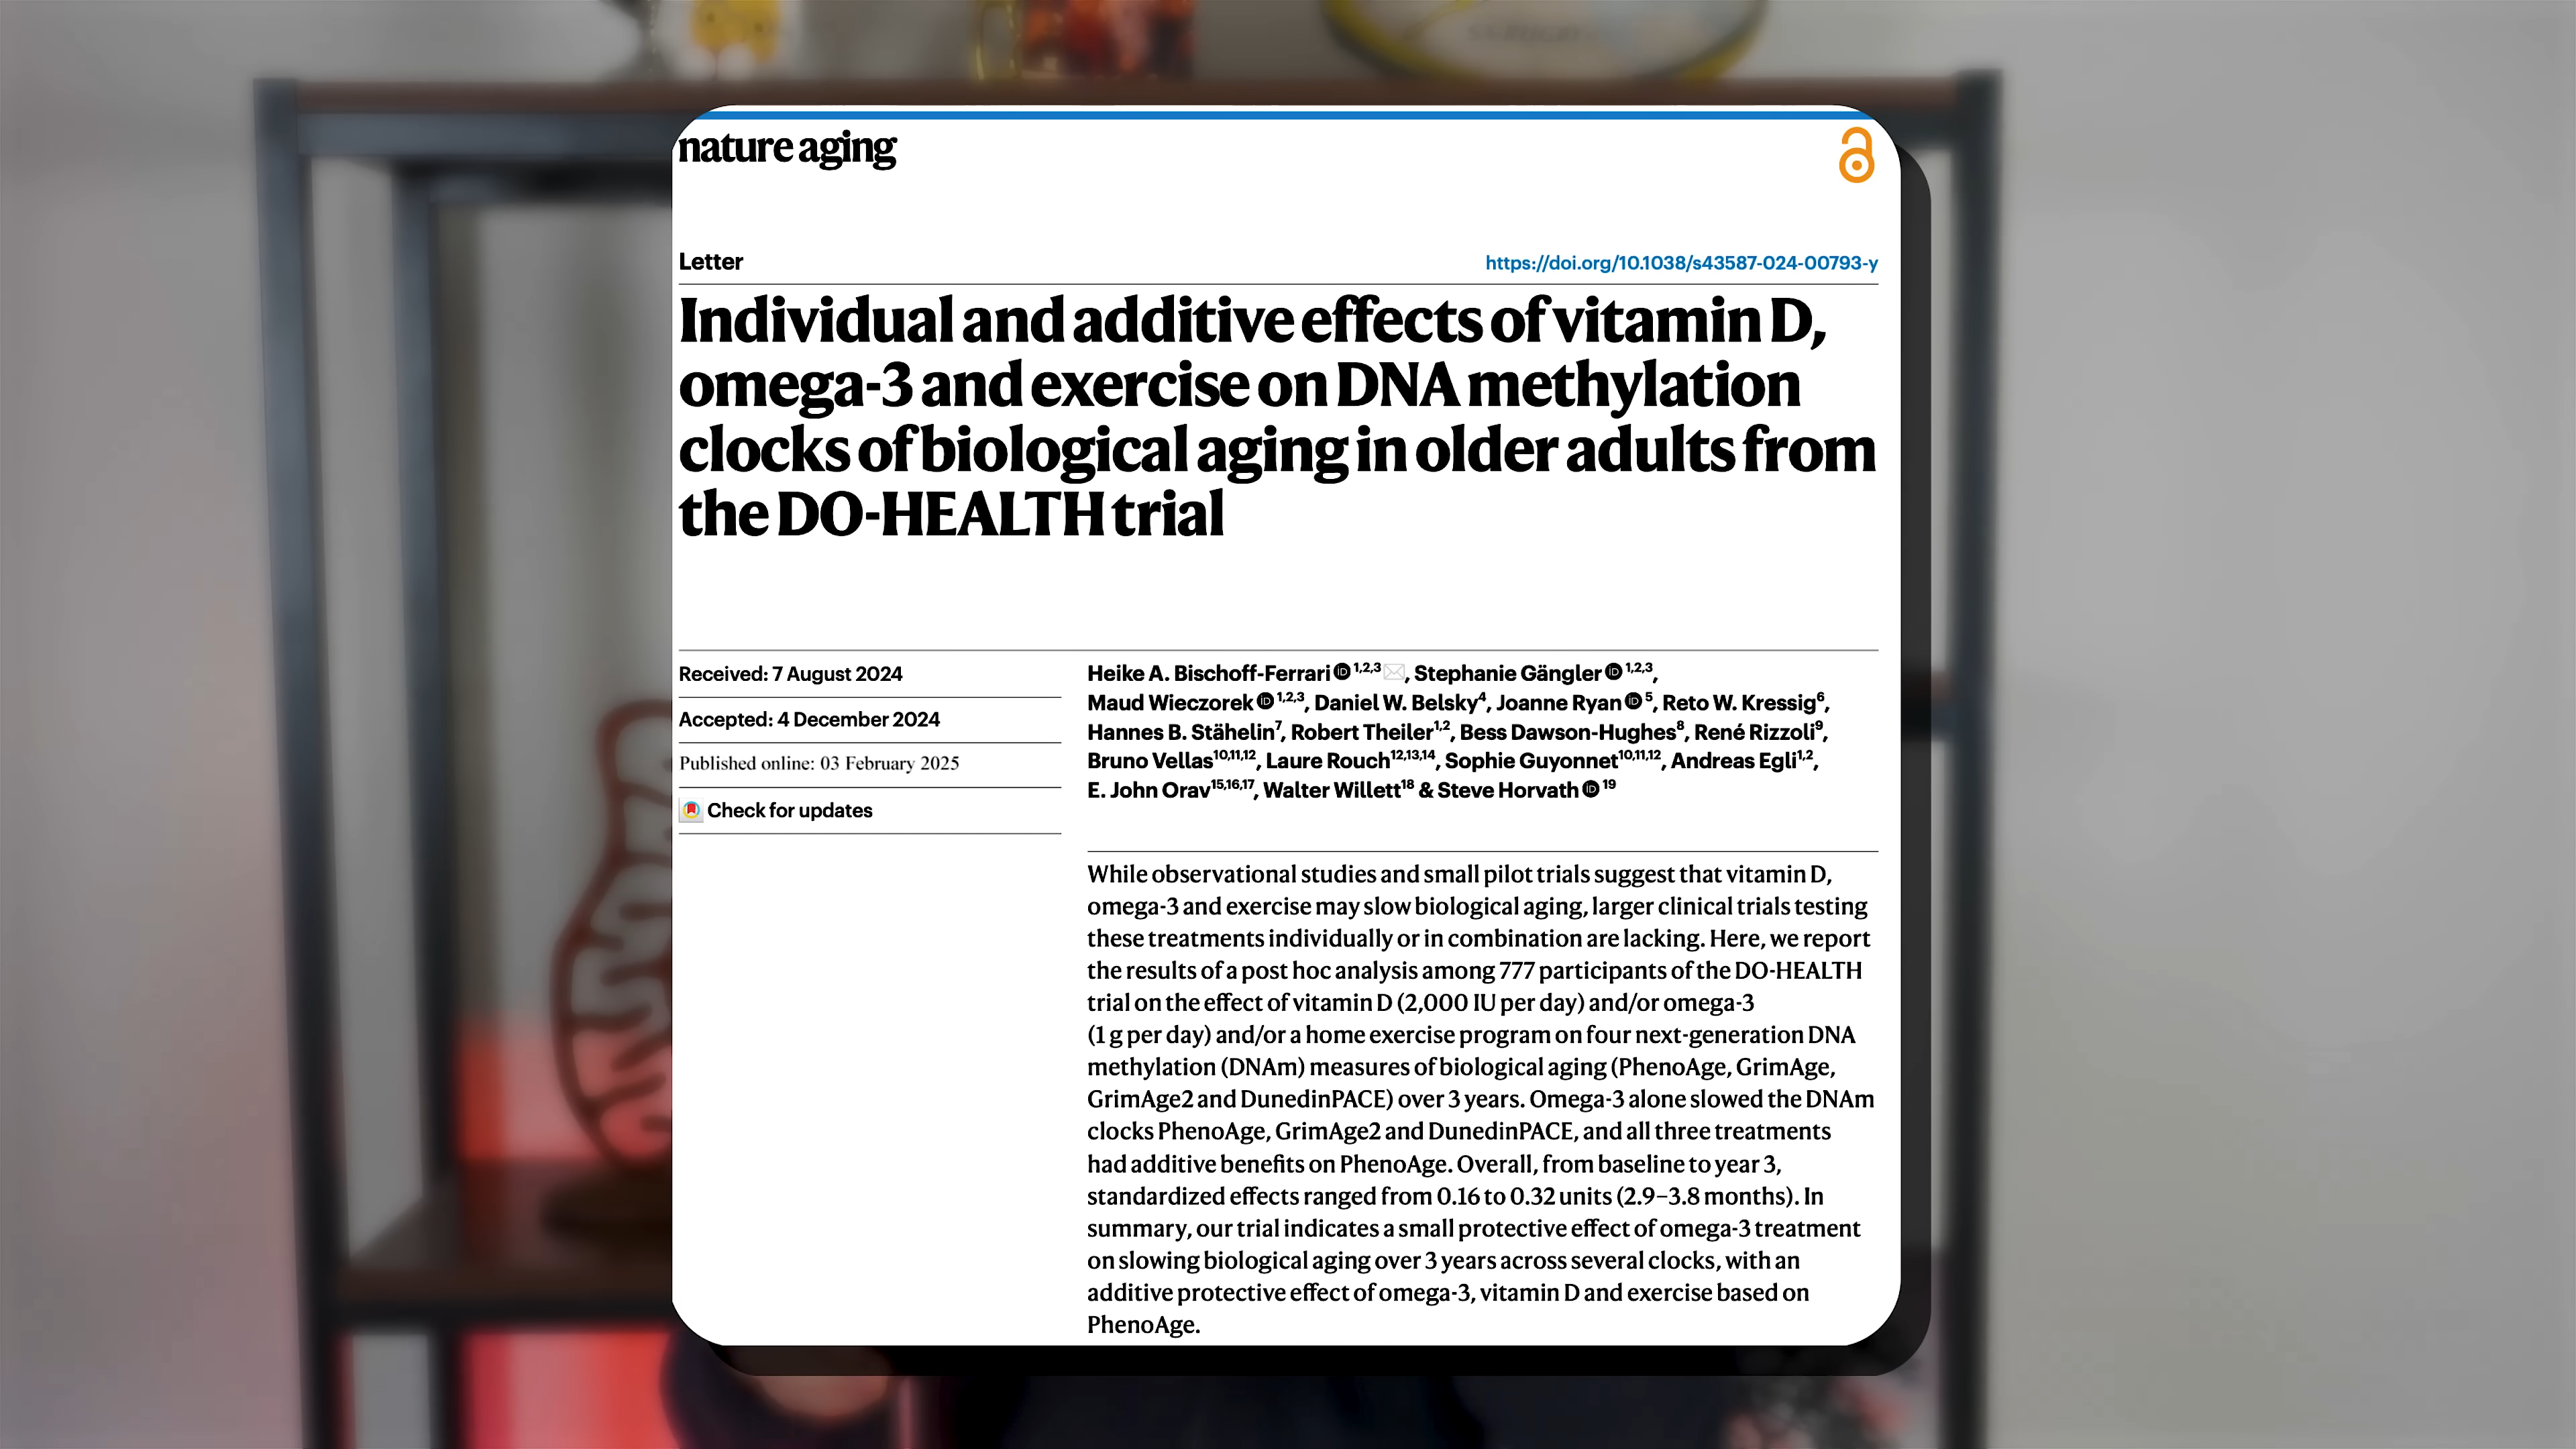 nature aging
Letter
https://doi.org/10.1038/s43587-024-00793-y
Individual and additive effects of vitamin D,
omega-3 and exercise on DNA methylation
clocks of biological aging in older adults from
the DO-HEALTH trial
Received: 7 August 2024
Accepted: 4 December 2024
Published online: 03 February 2025
Check for updates
Heike A. Bischoff-Ferrari 1,2,3, Stephanie Gängler 1,2,3,
Maud Wieczorek 1,2,3, Daniel W. Belsky4, Joanne Ryan 5, Reto W. Kressig6,
Hannes B. Stähelin7, Robert Theiler1,2, Bess Dawson-Hughes8, René Rizzoli9,
Bruno Vellas10,11,12, Laure Rouch12,13,14, Sophie Guyonnet10,11,12, Andreas Egli1,2,
E. John Orav15,16,17, Walter Willett18 & Steve Horvath 19
While observational studies and small pilot trials suggest that vitamin D,
omega-3 and exercise may slow biological aging, larger clinical trials testing
these treatments individually or in combination are lacking. Here, we report
the results of a post hoc analysis among 777 participants of the DO-HEALTH
trial on the effect of vitamin D (2,000 IU per day) and/or omega-3
(1 g per day) and/or a home exercise program on four next-generation DNA
methylation (DNAm) measures of biological aging (PhenoAge, GrimAge,
GrimAge2 and DunedinPACE) over 3 years. Omega-3 alone slowed the DNAm
clocks PhenoAge, GrimAge2 and DunedinPACE, and all three treatments
had additive benefits on PhenoAge. Overall, from baseline to year 3,
standardized effects ranged from 0.16 to 0.32 units (2.9–3.8 months). In
summary, our trial indicates a small protective effect of omega-3 treatment
on slowing biological aging over 3 years across several clocks, with an
additive protective effect of omega-3, vitamin D and exercise based on
PhenoAge.